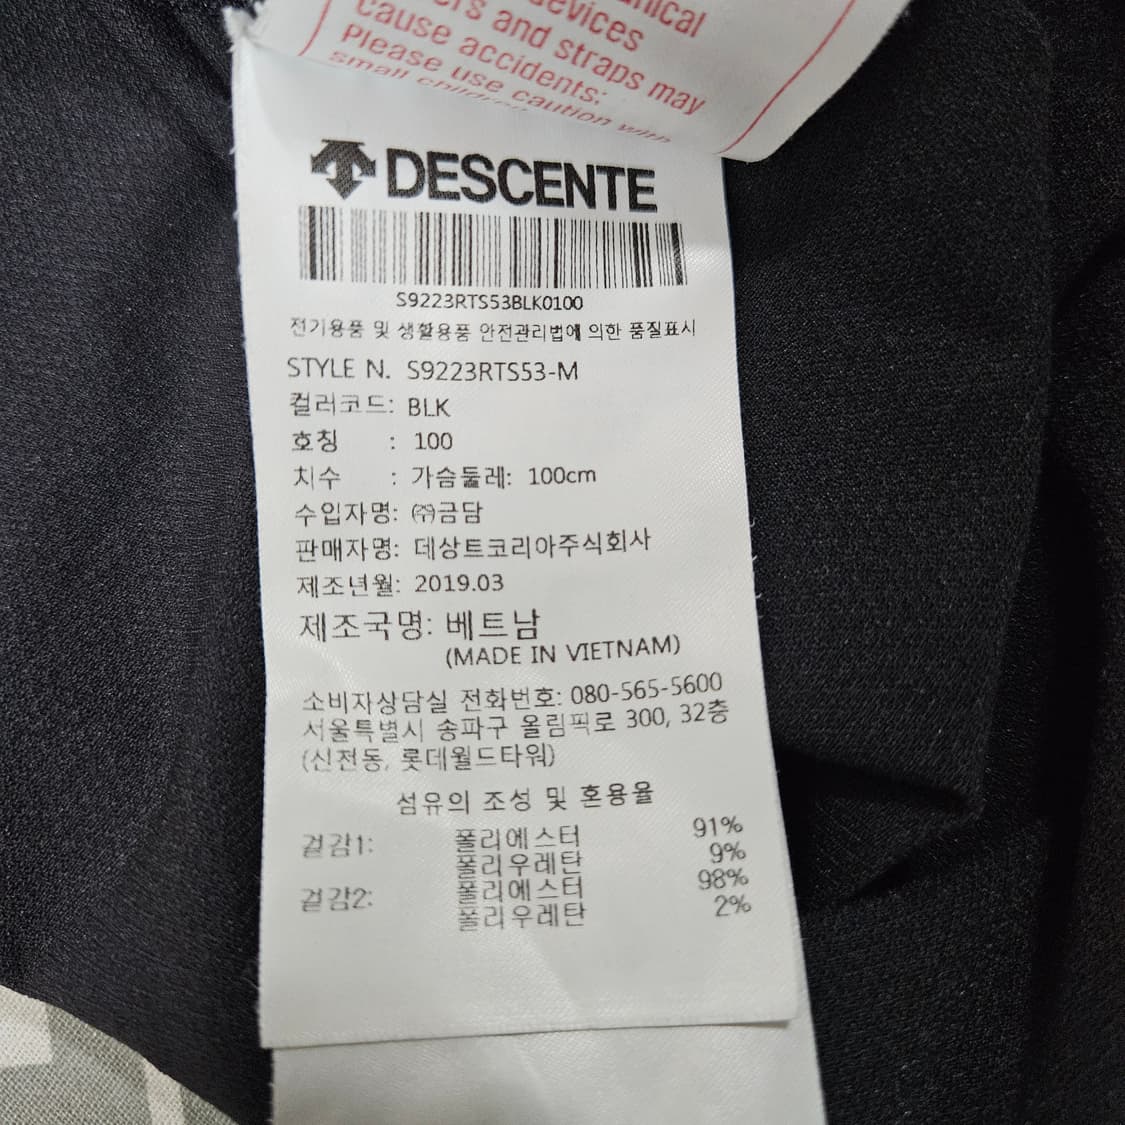 devices
and straps may
cause accidents;
Please use caution with
small children
DESCENTE
S9223RTS53BLK0100
전기용품 및 생활용품 안전관리법에 의한 품질표시
STYLE N. S9223RTS53-M
컬러코드: BLK
호칭 : 100
치수 : 가슴둘레: 100cm
수입자명: ㈜금담
판매자명: 데상트코리아주식회사
제조년월: 2019.03
제조국명: 베트남
(MADE IN VIETNAM)
소비자상담실 전화번호: 080-565-5600
서울특별시 송파구 올림픽로 300, 32층
(신전동, 롯데월드타워)
섬유의 조성 및 혼용율
겉감1: 폴리에스터 91%
폴리우레탄 9%
겉감2: 폴리에스터 98%
폴리우레탄 2%